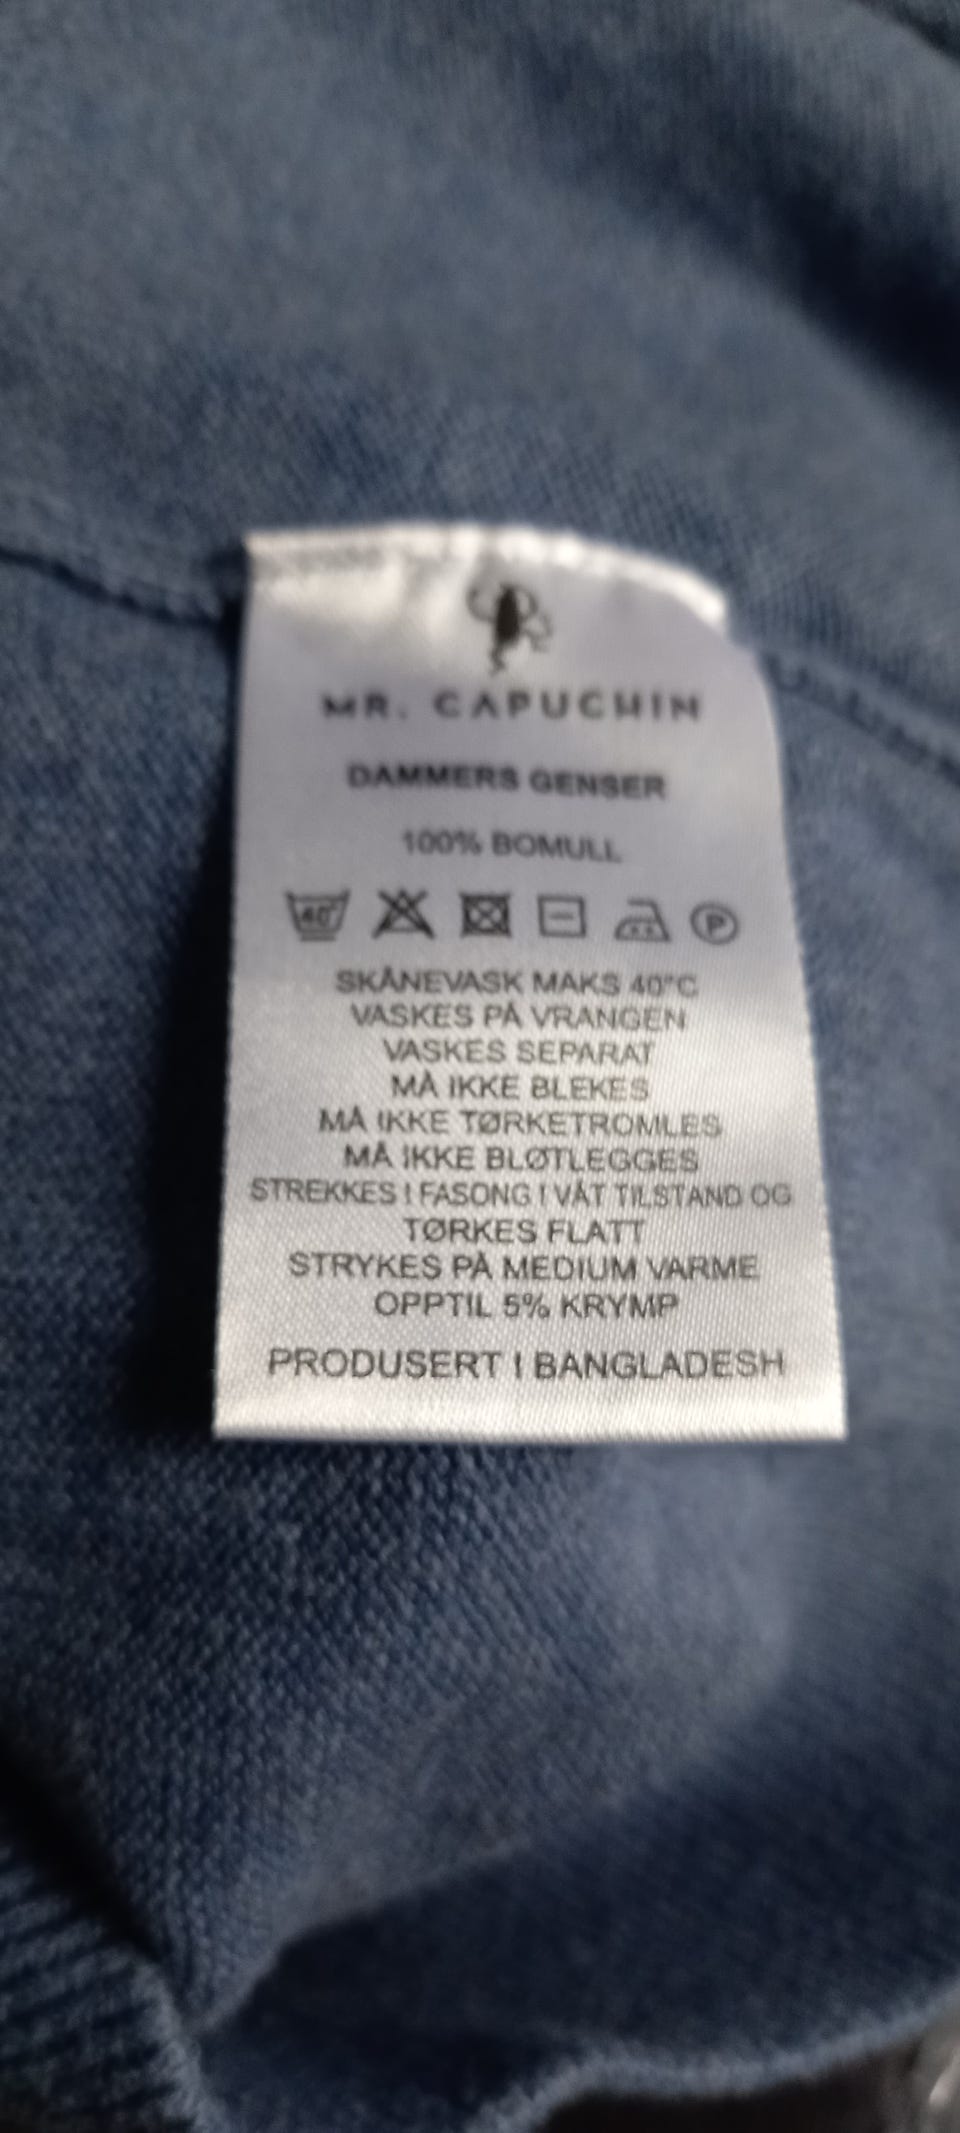 MR. CAPUCHIN
DAMMERS GENSER
100% BOMULL
40° P
SKÅNEVASK MAKS 40°C
VASKES PÅ VRANGEN
VASKES SEPARAT
MÅ IKKE BLEKES
MÅ IKKE TØRKETROMLES
MÅ IKKE BLØTLEGGES
STREKKES I FASONG I VÅT TILSTAND OG
TØRKES FLATT
STRYKES PÅ MEDIUM VARME
OPPTIL 5% KRYMP
PRODUSERT I BANGLADESH